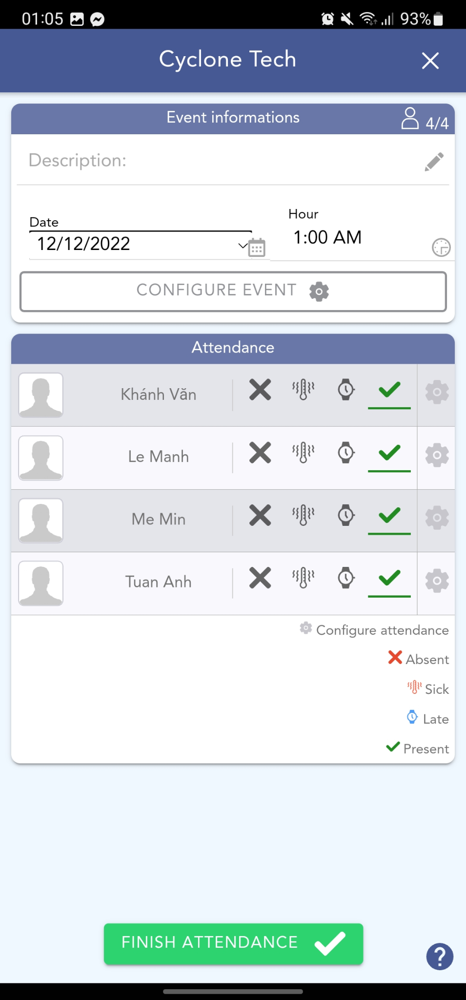 01:05 93%
Cyclone Tech
Event informations 4/4
Description:
Date
Hour
12/12/2022
1:00 AM
CONFIGURE EVENT
Attendance
Khánh Văn
Le Manh
Me Min
Tuan Anh
Configure attendance
Absent
Sick
Late
Present
FINISH ATTENDANCE
?